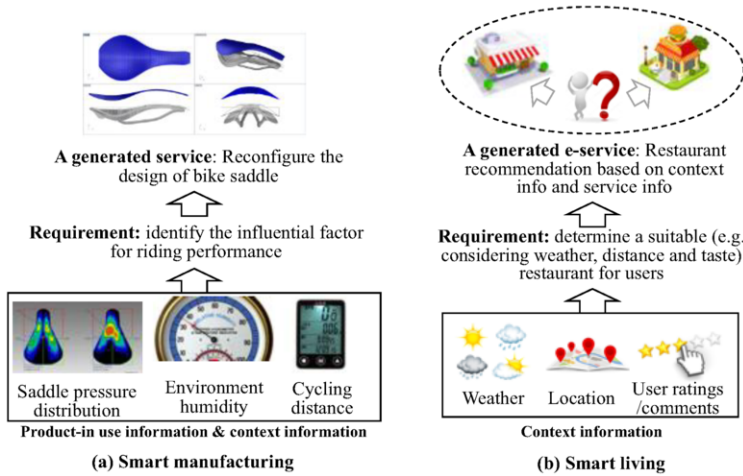 A generated service: Reconfigure the
design of bike saddle
Requirement: identify the influential factor
for riding performance
Saddle pressure
distribution
Environment
humidity
Cycling
distance
Product-in use information & context information
(a) Smart manufacturing
A generated e-service: Restaurant
recommendation based on context
info and service info
Requirement: determine a suitable (e.g.
considering weather, distance and taste)
restaurant for users
Weather
Location
User ratings
/comments
Context information
(b) Smart living